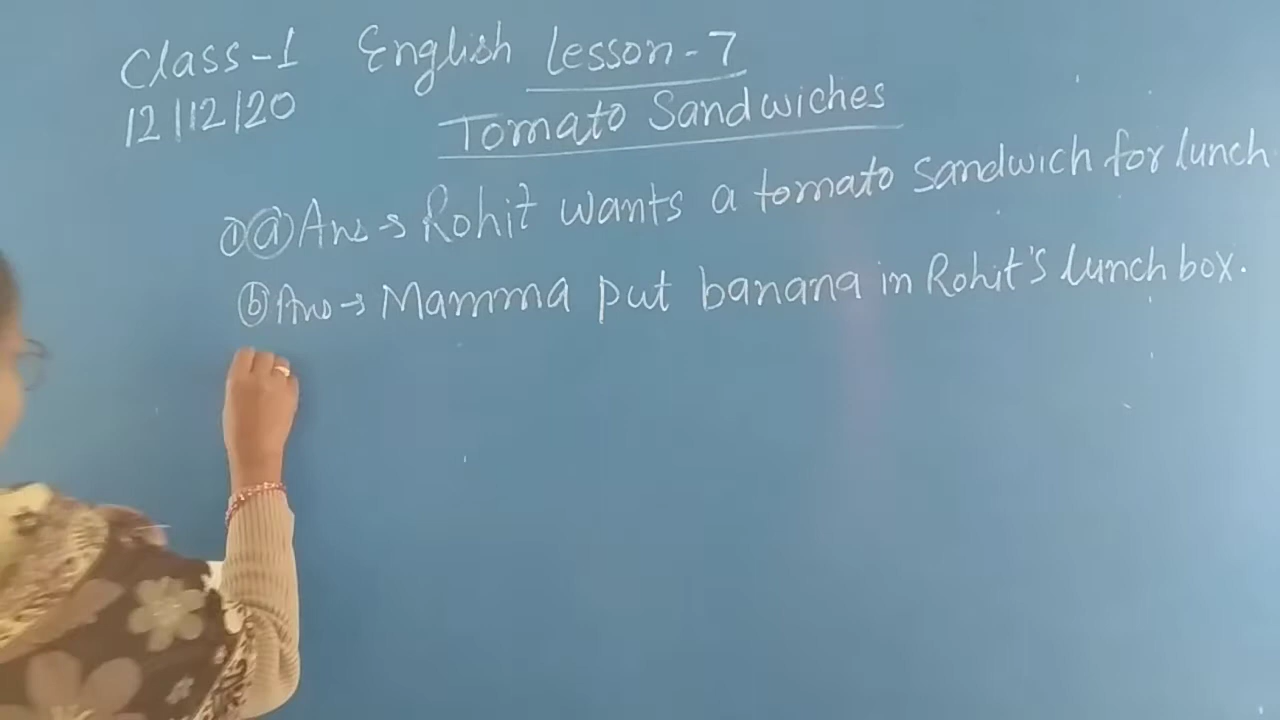 Class-1 English Lesson-7
12/12/20
Tomato Sandwiches
① ⓐ Ans → Rohit wants a tomato sandwich for lunch.
ⓑ Ans → Mamma put banana in Rohit's lunch box.